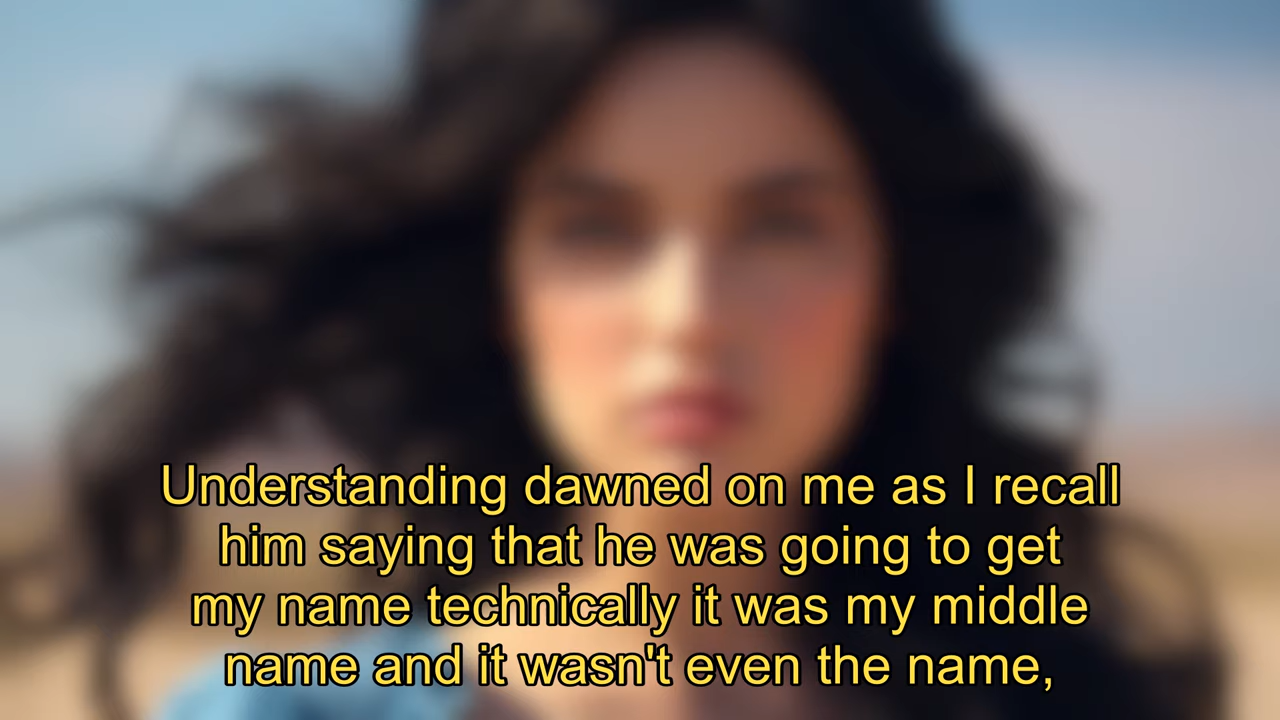 Understanding dawned on me as I recall
him saying that he was going to get
my name technically it was my middle
name and it wasn't even the name,